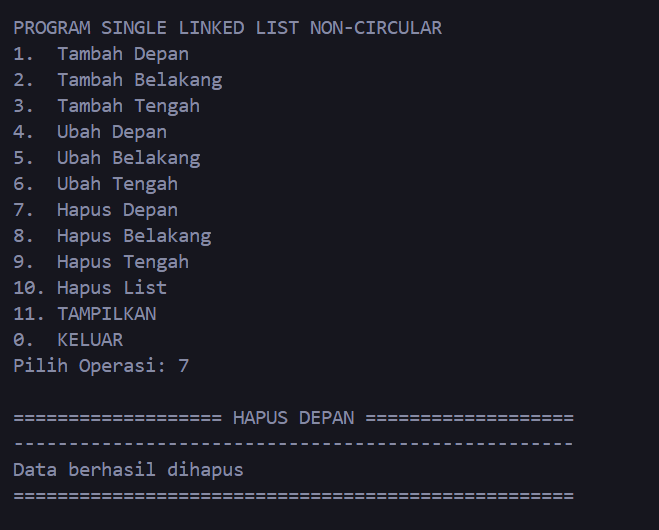 PROGRAM SINGLE LINKED LIST NON-CIRCULAR
1.  Tambah Depan
2.  Tambah Belakang
3.  Tambah Tengah
4.  Ubah Depan
5.  Ubah Belakang
6.  Ubah Tengah
7.  Hapus Depan
8.  Hapus Belakang
9.  Hapus Tengah
10. Hapus List
11. TAMPILKAN
0.  KELUAR
Pilih Operasi: 7
=================== HAPUS DEPAN ===================
---------------------------------------------------
Data berhasil dihapus
===================================================